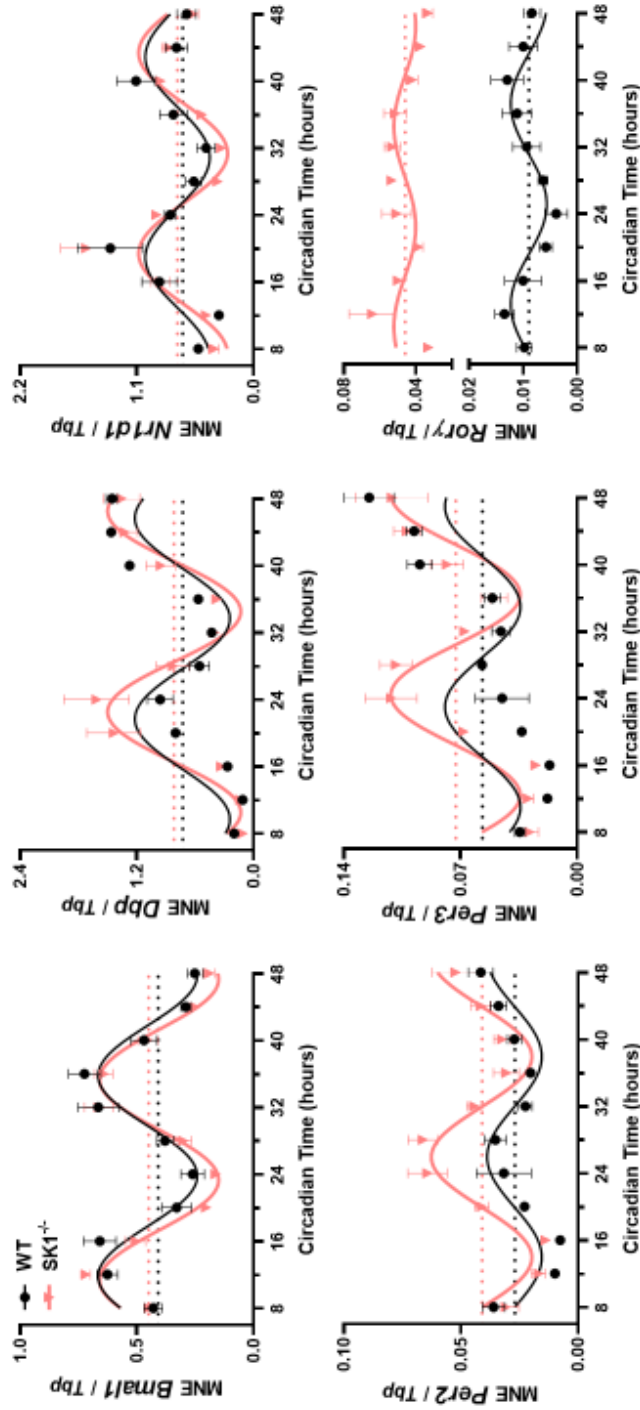 WT
SK1-/-
1.0
0.5
0.0
MNE Bmal1 / Tbp
8 16 24 32 40 48
Circadian Time (hours)
2.4
1.2
0.0
MNE Dbp / Tbp
8 16 24 32 40 48
Circadian Time (hours)
2.2
1.1
0.0
MNE Nr1d1 / Tbp
8 16 24 32 40 48
Circadian Time (hours)
0.10
0.05
0.00
MNE Per2 / Tbp
8 16 24 32 40 48
Circadian Time (hours)
0.14
0.07
0.00
MNE Per3 / Tbp
8 16 24 32 40 48
Circadian Time (hours)
0.08
0.04
0.02
0.01
0.00
MNE Rorγ / Tbp
8 16 24 32 40 48
Circadian Time (hours)